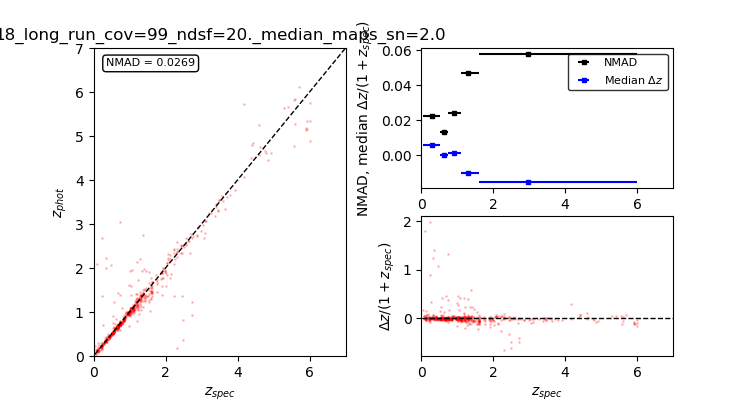 18_long_run_cov=99_ndsf=20._median_maps_sn=2.0
NMAD = 0.0269
z_phot
z_spec
0 1 2 3 4 5 6 7
0 2 4 6
NMAD, median Δz/(1 + z_spec)
NMAD
Median Δz
0.06
0.04
0.02
0.00
0 2 4 6
Δz/(1 + z_spec)
2
1
0
0 2 4 6
z_spec